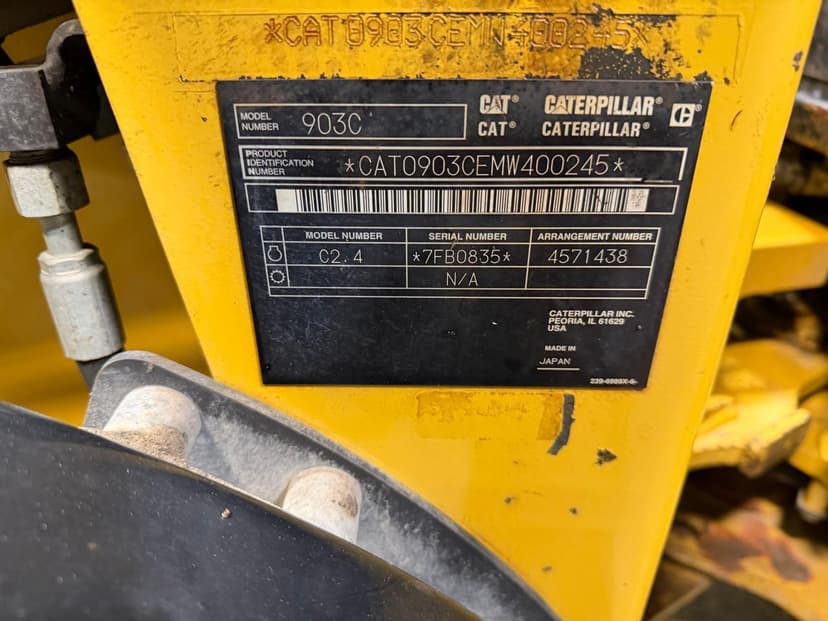 *CAT0903CEMW400245*
CAT® CATERPILLAR® C
CAT® CATERPILLAR®
MODEL NUMBER 903C
PRODUCT IDENTIFICATION NUMBER *CAT0903CEMW400245*
MODEL NUMBER SERIAL NUMBER ARRANGEMENT NUMBER
C2.4 *7FB0835* 4571438
N/A
CATERPILLAR INC.
PEORIA, IL 61629
USA
MADE IN
JAPAN